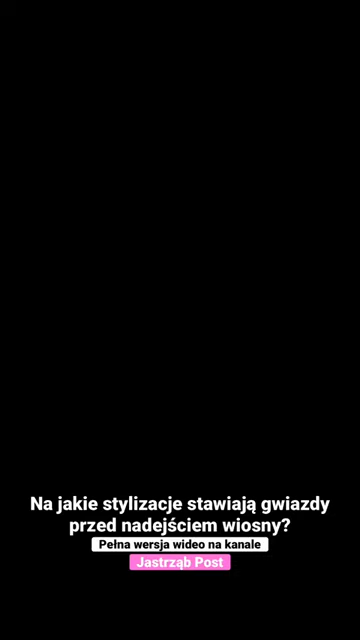 Na jakie stylizacje stawiają gwiazdy
przed nadejściem wiosny?
Pełna wersja wideo na kanale
Jastrząb Post